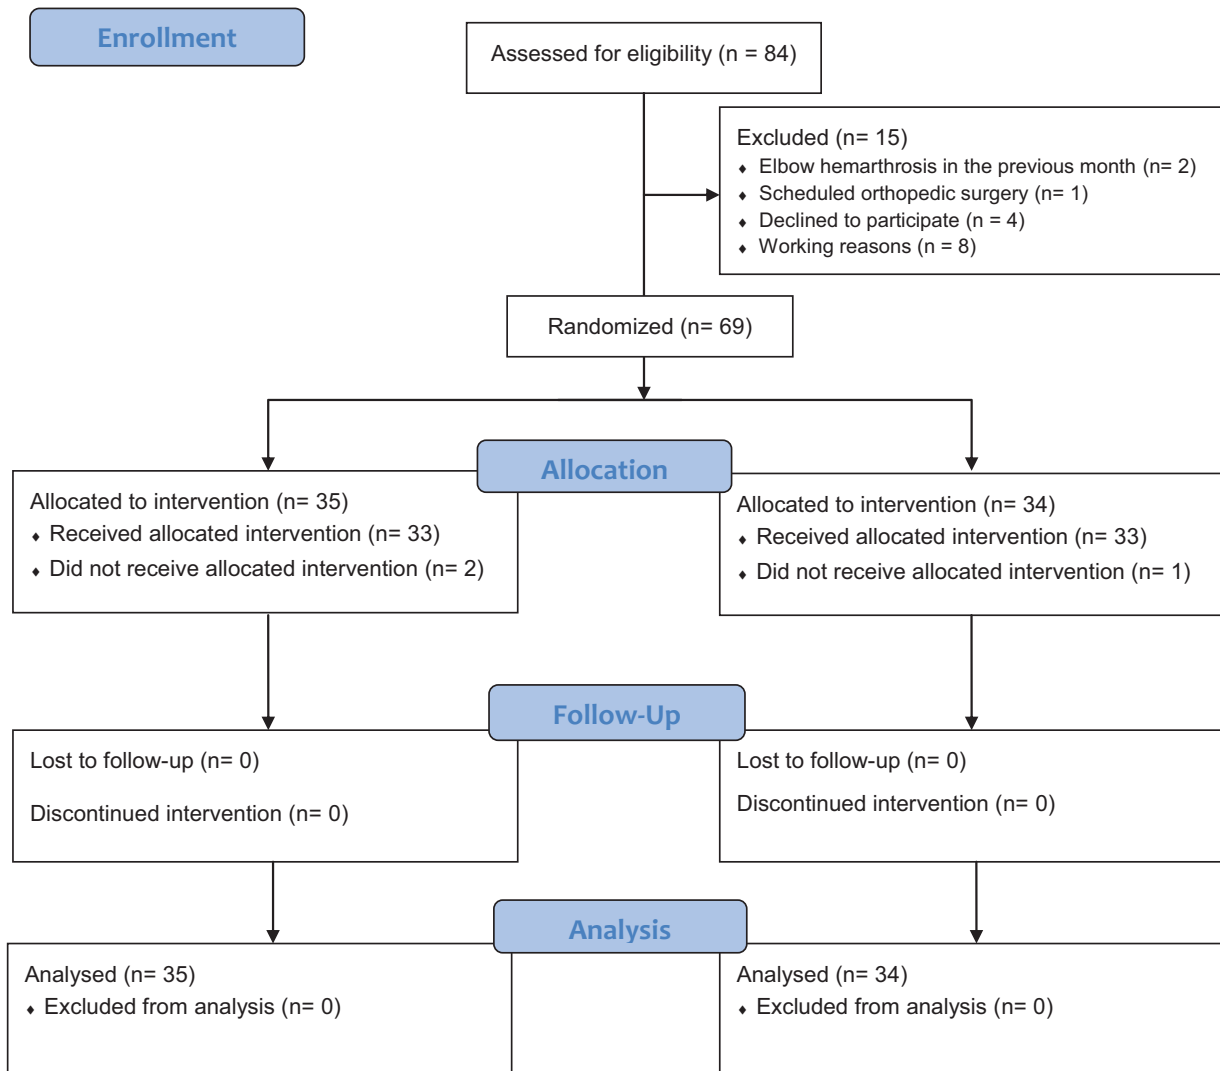 Enrollment
Assessed for eligibility (n = 84)
Excluded (n= 15)
♦ Elbow hemarthrosis in the previous month (n= 2)
♦ Scheduled orthopedic surgery (n= 1)
♦ Declined to participate (n = 4)
♦ Working reasons (n = 8)
Randomized (n= 69)
Allocation
Allocated to intervention (n= 35)
♦ Received allocated intervention (n= 33)
♦ Did not receive allocated intervention (n= 2)
Allocated to intervention (n= 34)
♦ Received allocated intervention (n= 33)
♦ Did not receive allocated intervention (n= 1)
Follow-Up
Lost to follow-up (n= 0)
Discontinued intervention (n= 0)
Lost to follow-up (n= 0)
Discontinued intervention (n= 0)
Analysis
Analysed (n= 35)
♦ Excluded from analysis (n= 0)
Analysed (n= 34)
♦ Excluded from analysis (n= 0)